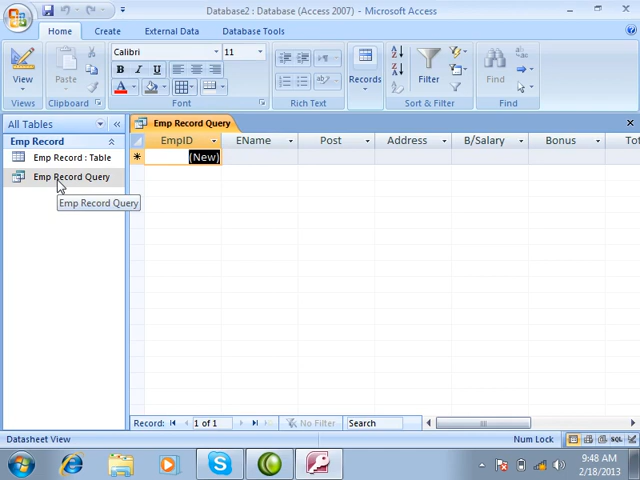 Database2 : Database (Access 2007) - Microsoft Access
Home Create External Data Database Tools
View
Views
Paste
Clipboard
Calibri 11
B I U
A
Font
ab
Rich Text
Records
Filter
Sort & Filter
Find
Find
All Tables
Emp Record
Emp Record : Table
Emp Record Query
Emp Record Query
Emp Record Query
EmpID EName Post Address B/Salary Bonus Tot
(New)
Record: 1 of 1 No Filter Search
Datasheet View Num Lock SQL
9:48 AM
2/18/2013